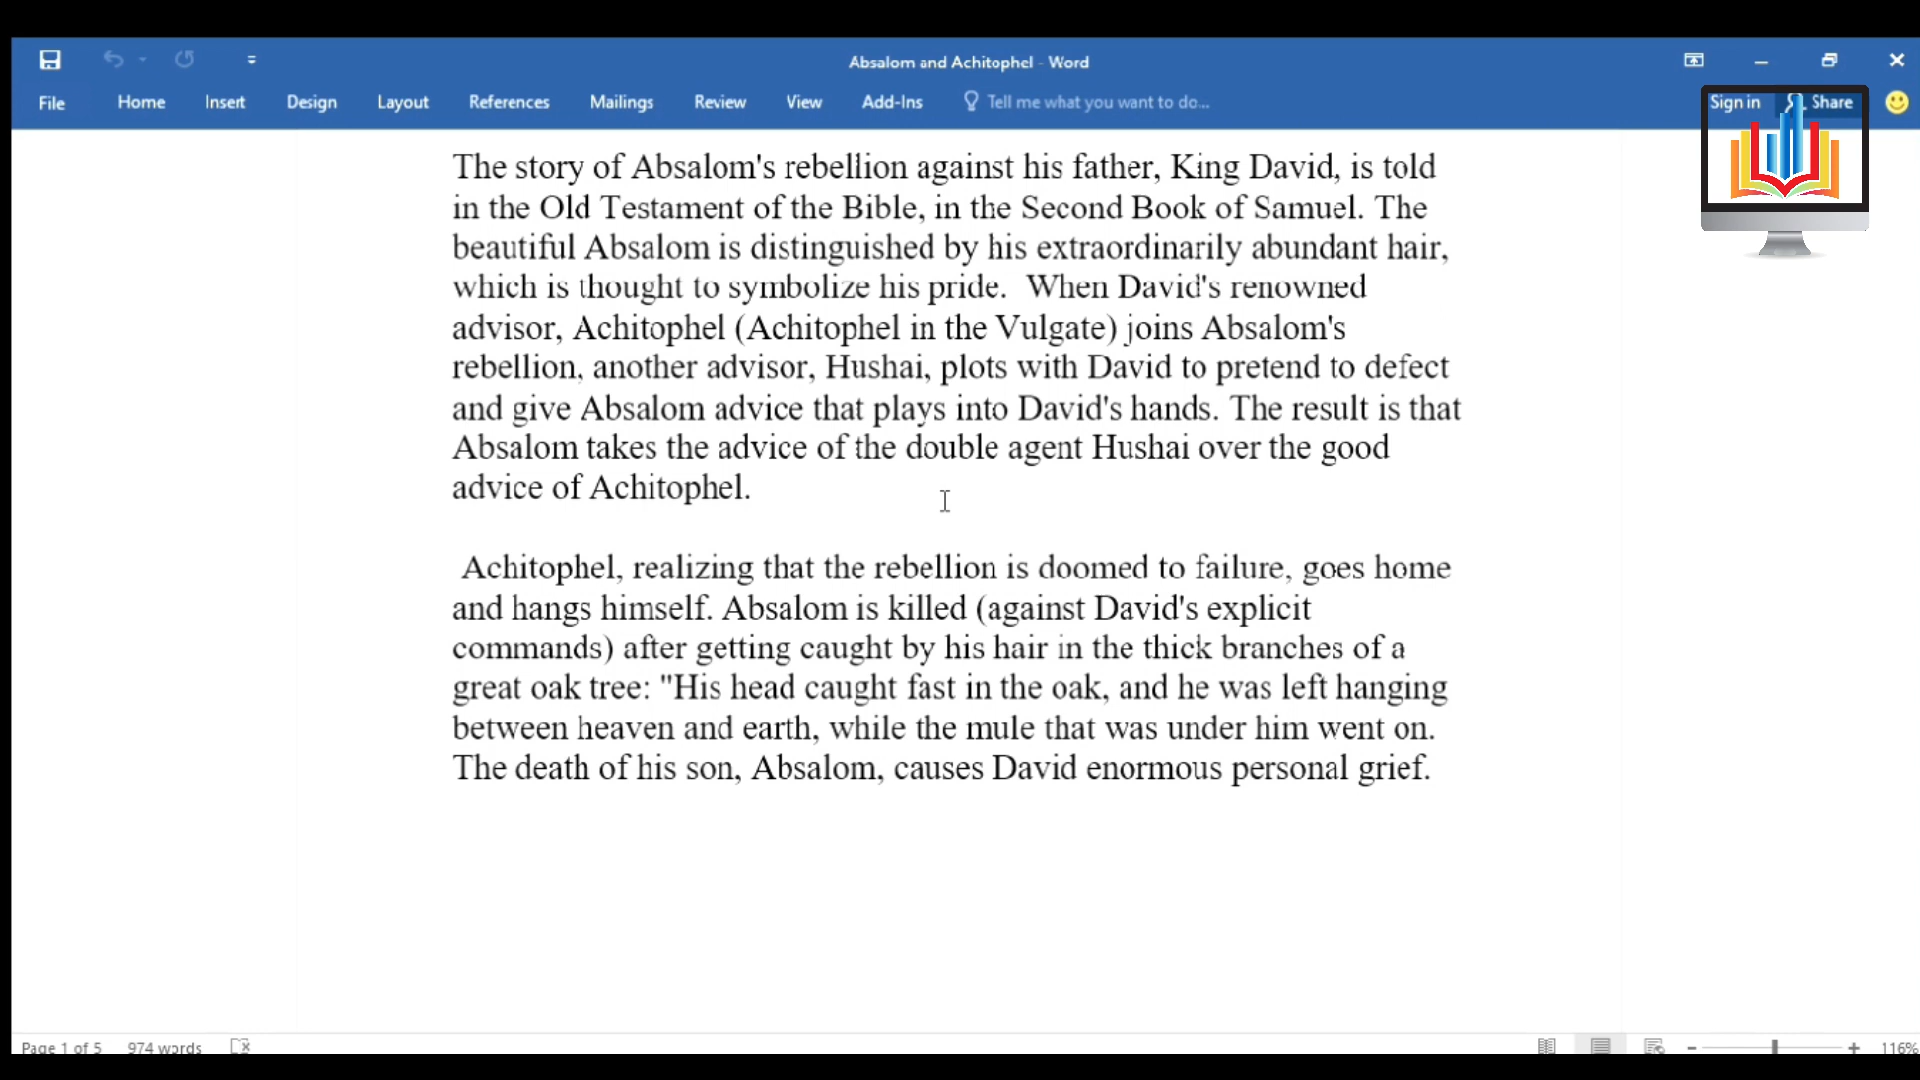 Absalom and Achitophel - Word
File Home Insert Design Layout References Mailings Review View Add-Ins Tell me what you want to do... Sign in Share
The story of Absalom's rebellion against his father, King David, is told
in the Old Testament of the Bible, in the Second Book of Samuel. The
beautiful Absalom is distinguished by his extraordinarily abundant hair,
which is thought to symbolize his pride.  When David's renowned
advisor, Achitophel (Achitophel in the Vulgate) joins Absalom's
rebellion, another advisor, Hushai, plots with David to pretend to defect
and give Absalom advice that plays into David's hands. The result is that
Absalom takes the advice of the double agent Hushai over the good
advice of Achitophel.
Achitophel, realizing that the rebellion is doomed to failure, goes home
and hangs himself. Absalom is killed (against David's explicit
commands) after getting caught by his hair in the thick branches of a
great oak tree: "His head caught fast in the oak, and he was left hanging
between heaven and earth, while the mule that was under him went on.
The death of his son, Absalom, causes David enormous personal grief.
Page 1 of 5 974 words 116%